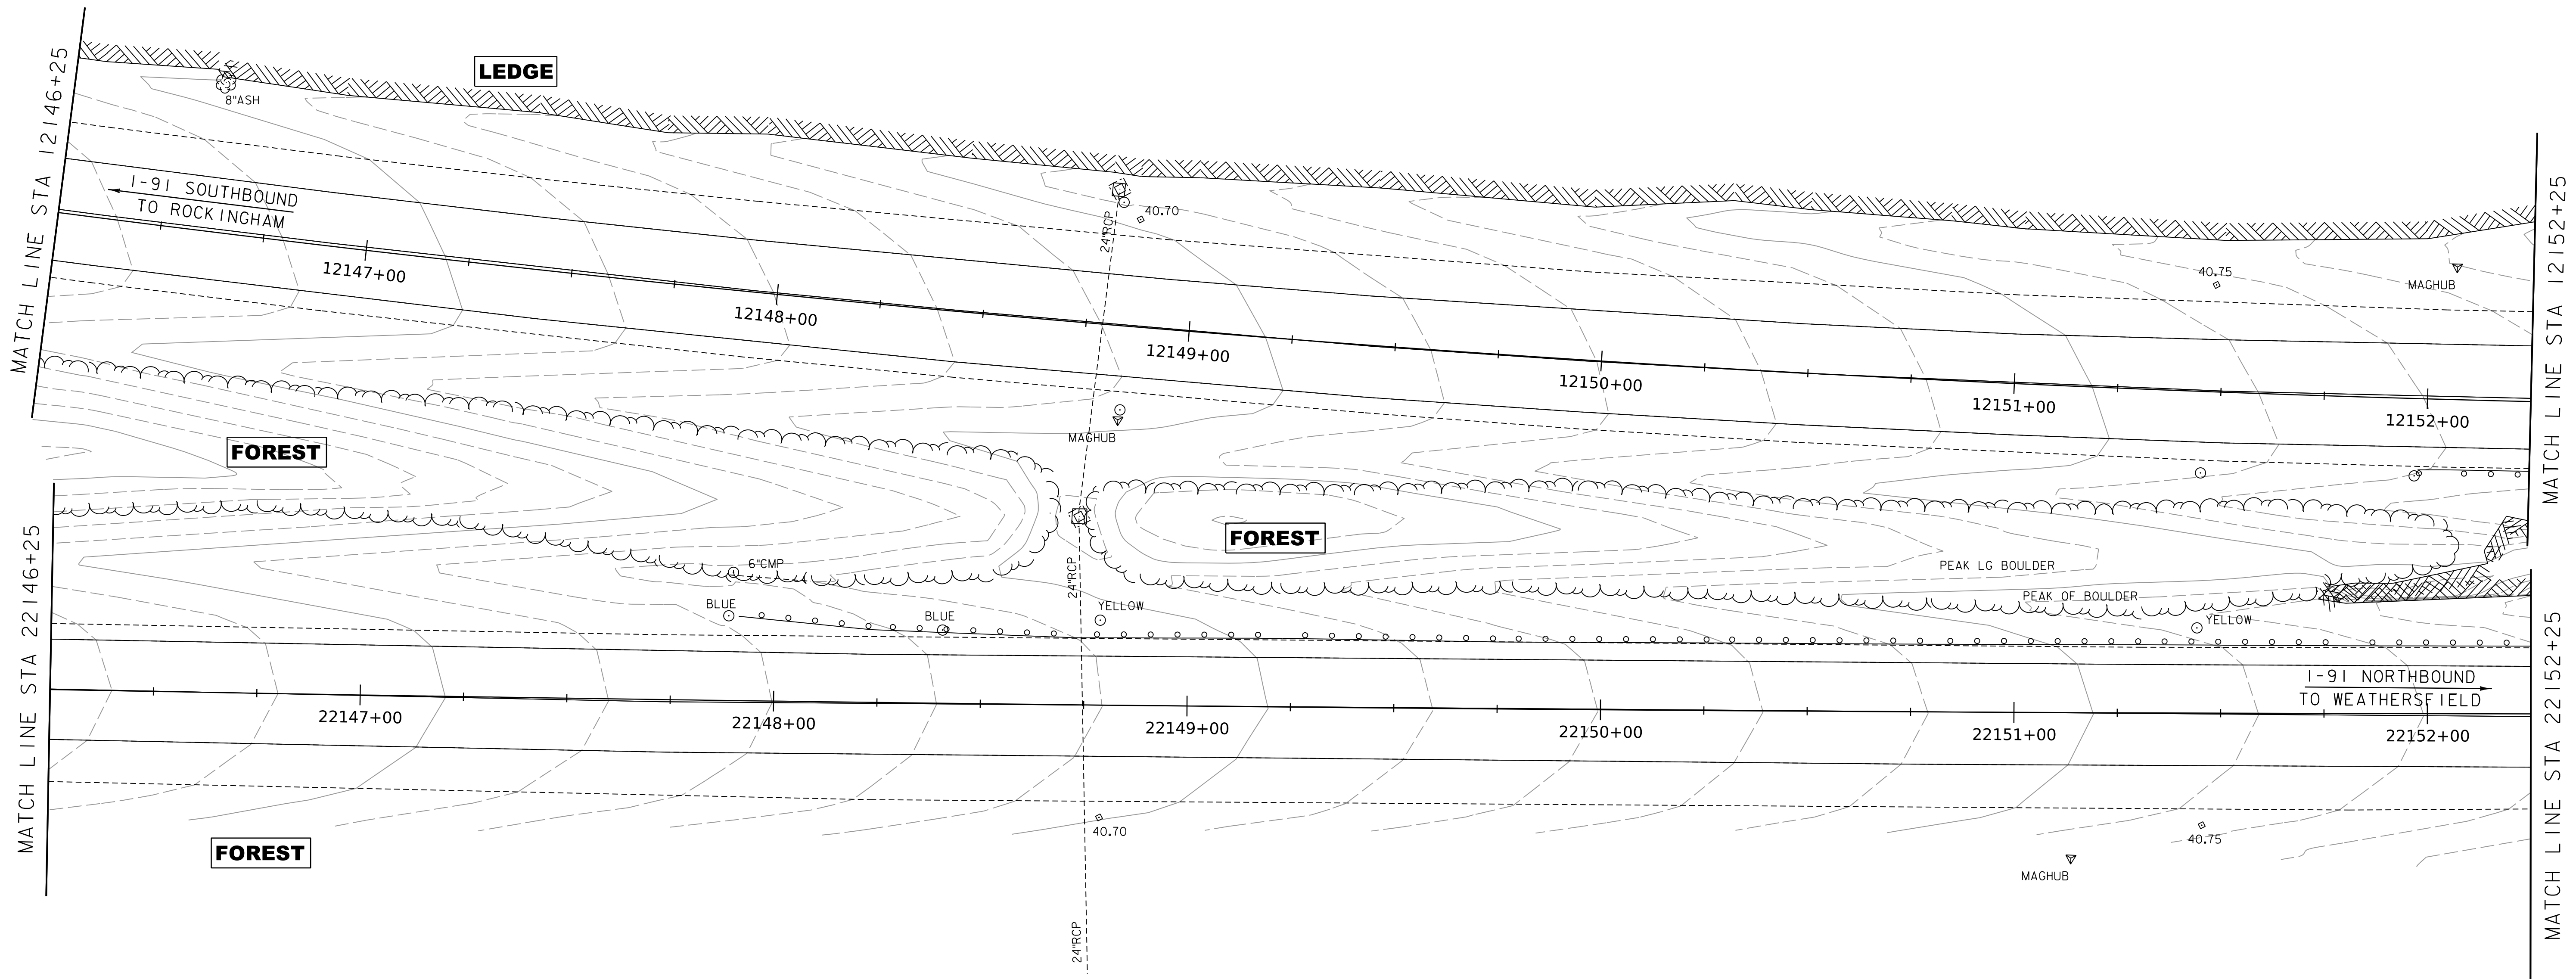 LEDGE
8"ASH
MATCH LINE STA 12146+25
I-91 SOUTHBOUND
TO ROCKINGHAM
40.70
24"RCP
12147+00
12148+00
12149+00
12150+00
12151+00
12152+00
40.75
MAGHUB
MATCH LINE STA 12152+25
MAGHUB
FOREST
FOREST
6"CMP
24"RCP
PEAK LG BOULDER
PEAK OF BOULDER
BLUE
BLUE
YELLOW
YELLOW
MATCH LINE STA 22146+25
I-91 NORTHBOUND
TO WEATHERSFIELD
22147+00
22148+00
22149+00
22150+00
22151+00
22152+00
MATCH LINE STA 22152+25
FOREST
40.70
40.75
MAGHUB
24"RCP